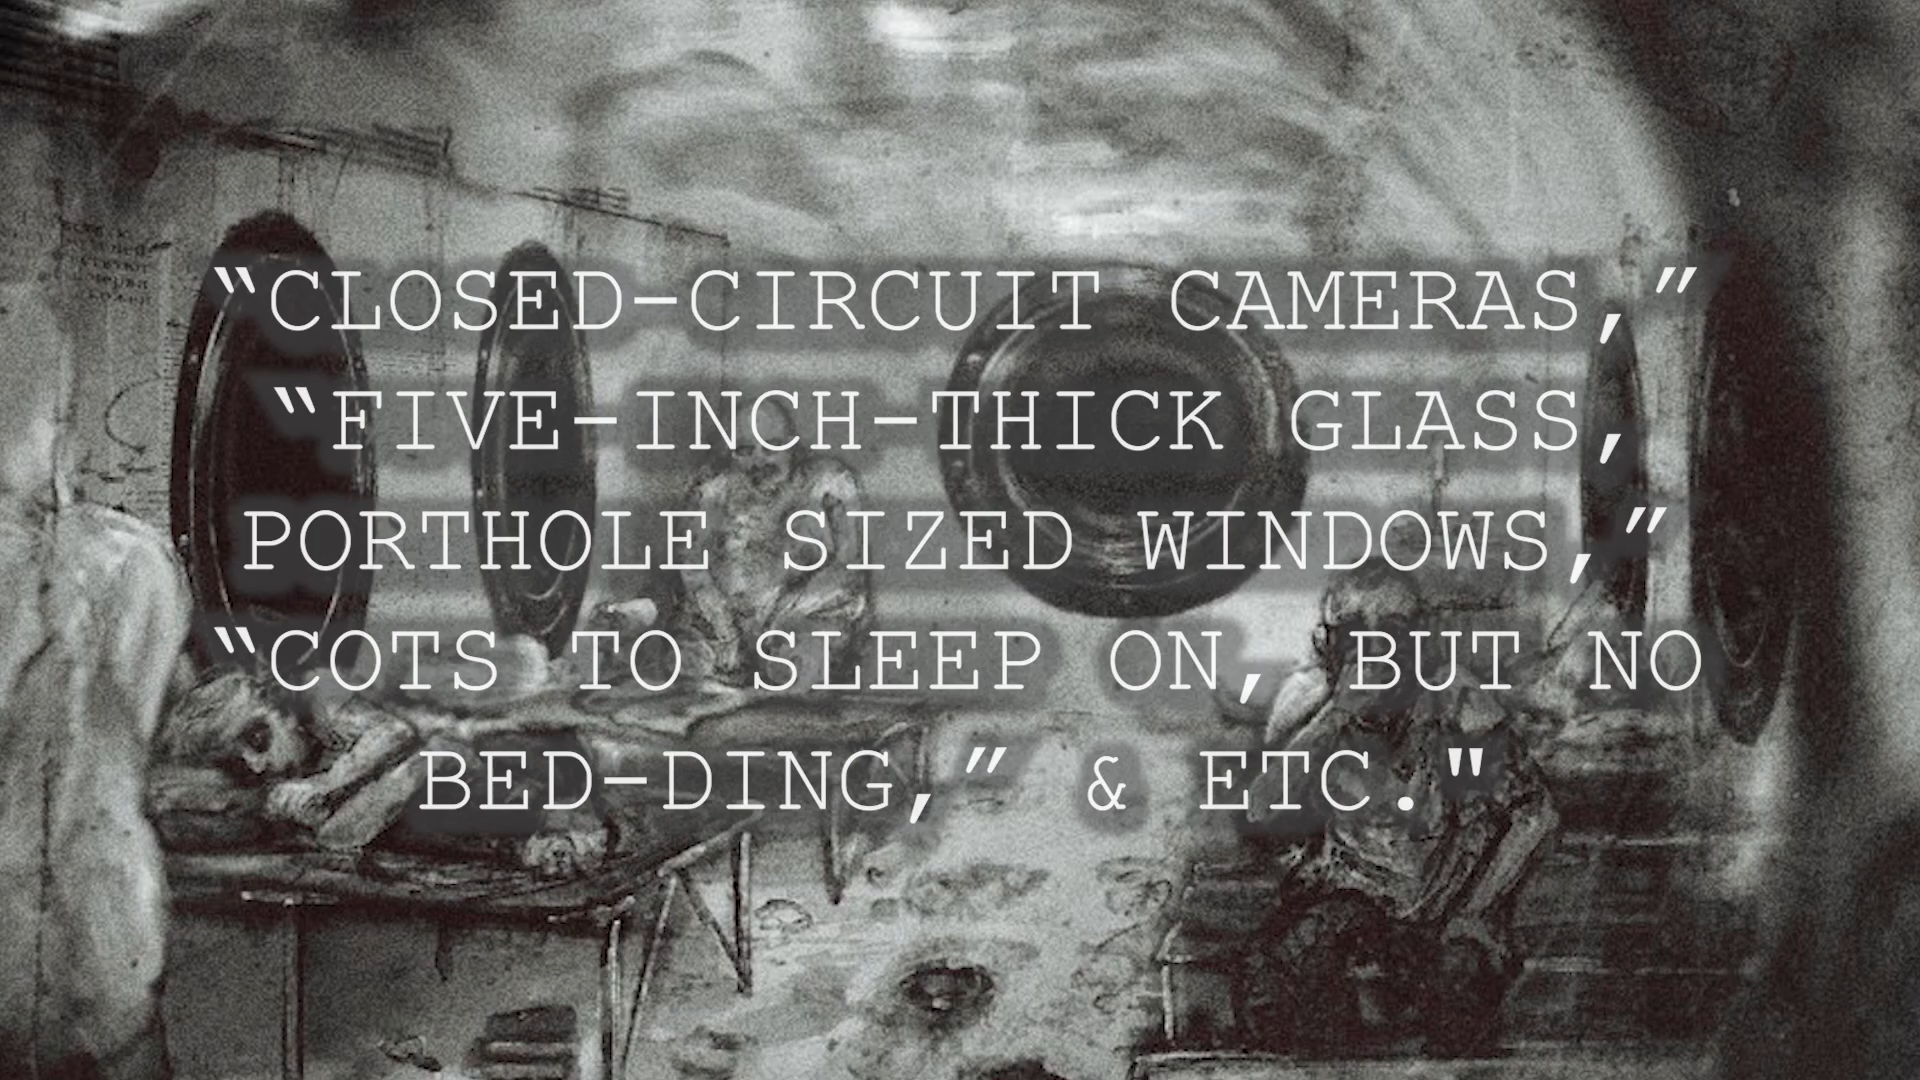 “CLOSED-CIRCUIT CAMERAS,”
“FIVE-INCH-THICK GLASS,
PORTHOLE SIZED WINDOWS,”
“COTS TO SLEEP ON, BUT NO
BED-DING,” & ETC."